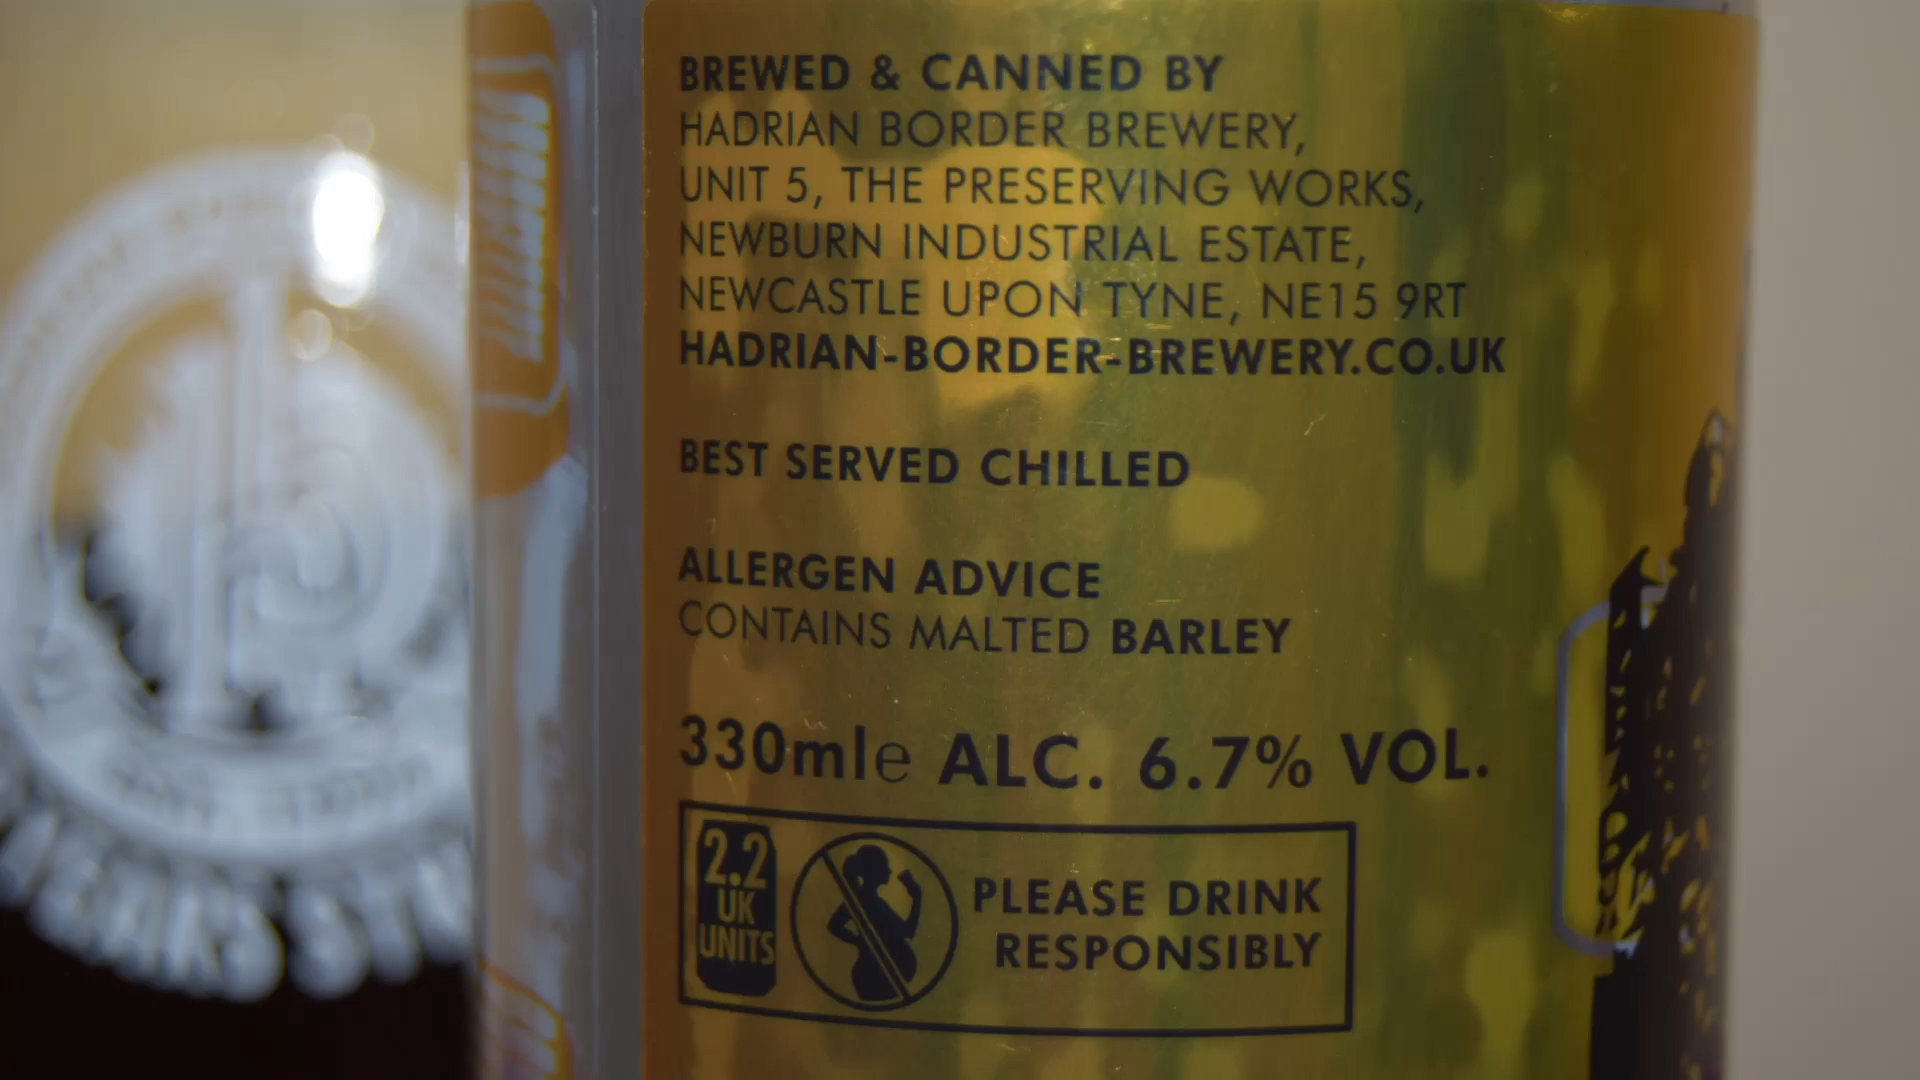 BREWED & CANNED BY
HADRIAN BORDER BREWERY,
UNIT 5, THE PRESERVING WORKS,
NEWBURN INDUSTRIAL ESTATE,
NEWCASTLE UPON TYNE, NE15 9RT
HADRIAN-BORDER-BREWERY.CO.UK
BEST SERVED CHILLED
ALLERGEN ADVICE
CONTAINS MALTED BARLEY
330mle ALC. 6.7% VOL.
2.2
UK
UNITS
PLEASE DRINK
RESPONSIBLY